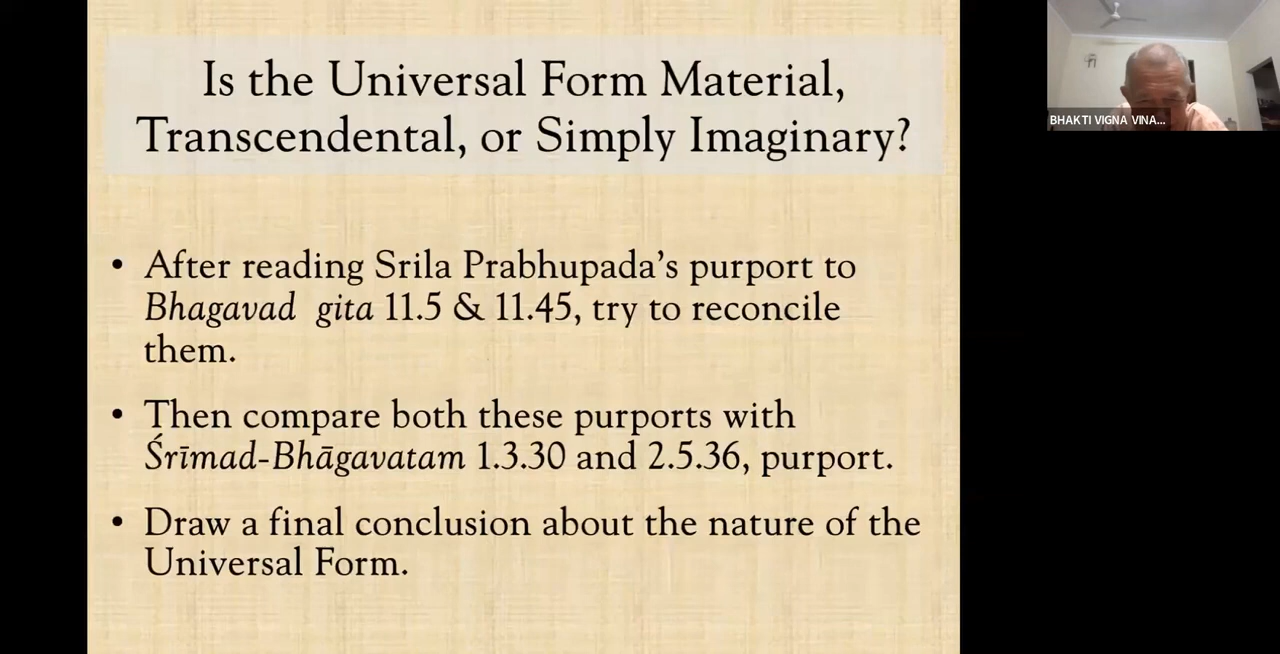 Is the Universal Form Material,
Transcendental, or Simply Imaginary?
BHAKTI VIGNA VINA...
• After reading Srila Prabhupada’s purport to
Bhagavad gita 11.5 & 11.45, try to reconcile
them.
• Then compare both these purports with
Śrīmad-Bhāgavatam 1.3.30 and 2.5.36, purport.
• Draw a final conclusion about the nature of the
Universal Form.